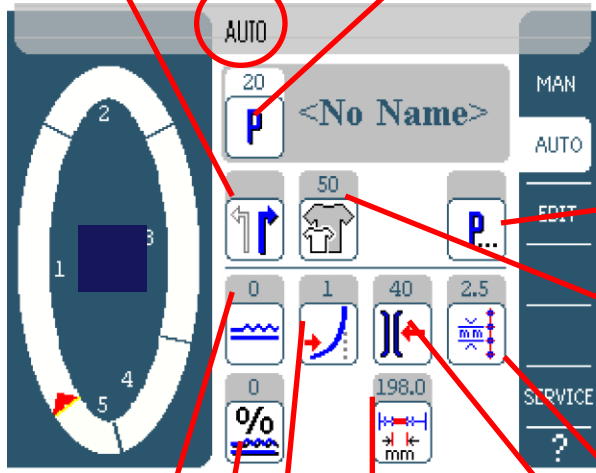 AUTO
20
P
<No Name>
MAN
AUTO
50
P...
EDIT
2
3
1
4
5
0
1
40
2.5
mm
0
%
198.0
mm
SERVICE
?